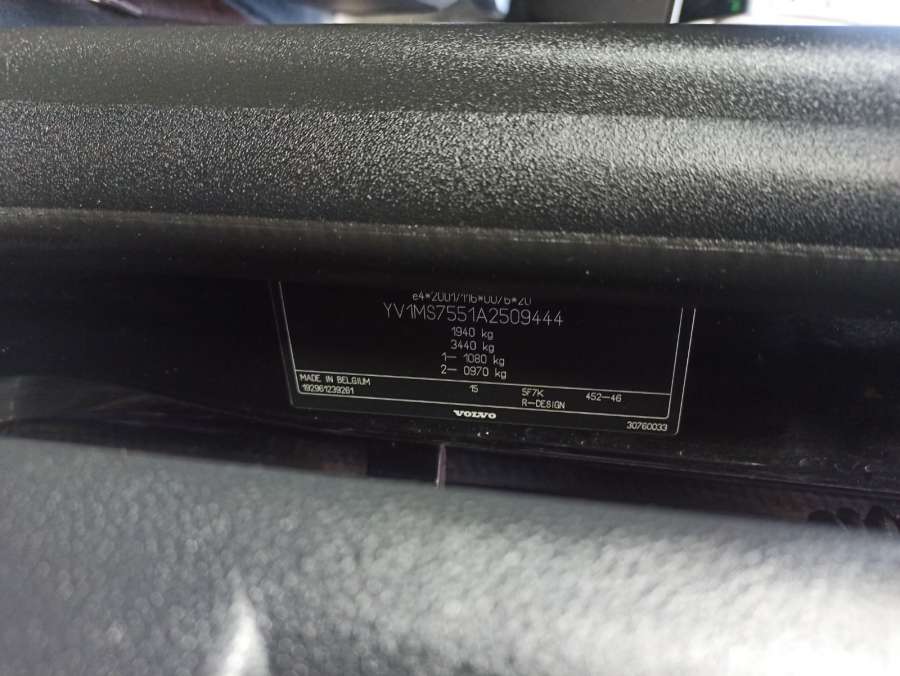 e4*2001/116*0076*20
YV1MS7551A2509444
1940 kg
3440 kg
1– 1080 kg
2– 0970 kg
MADE IN BELGIUM 15 5F7K 452–46
192961239261 R–DESIGN
VOLVO
30760033